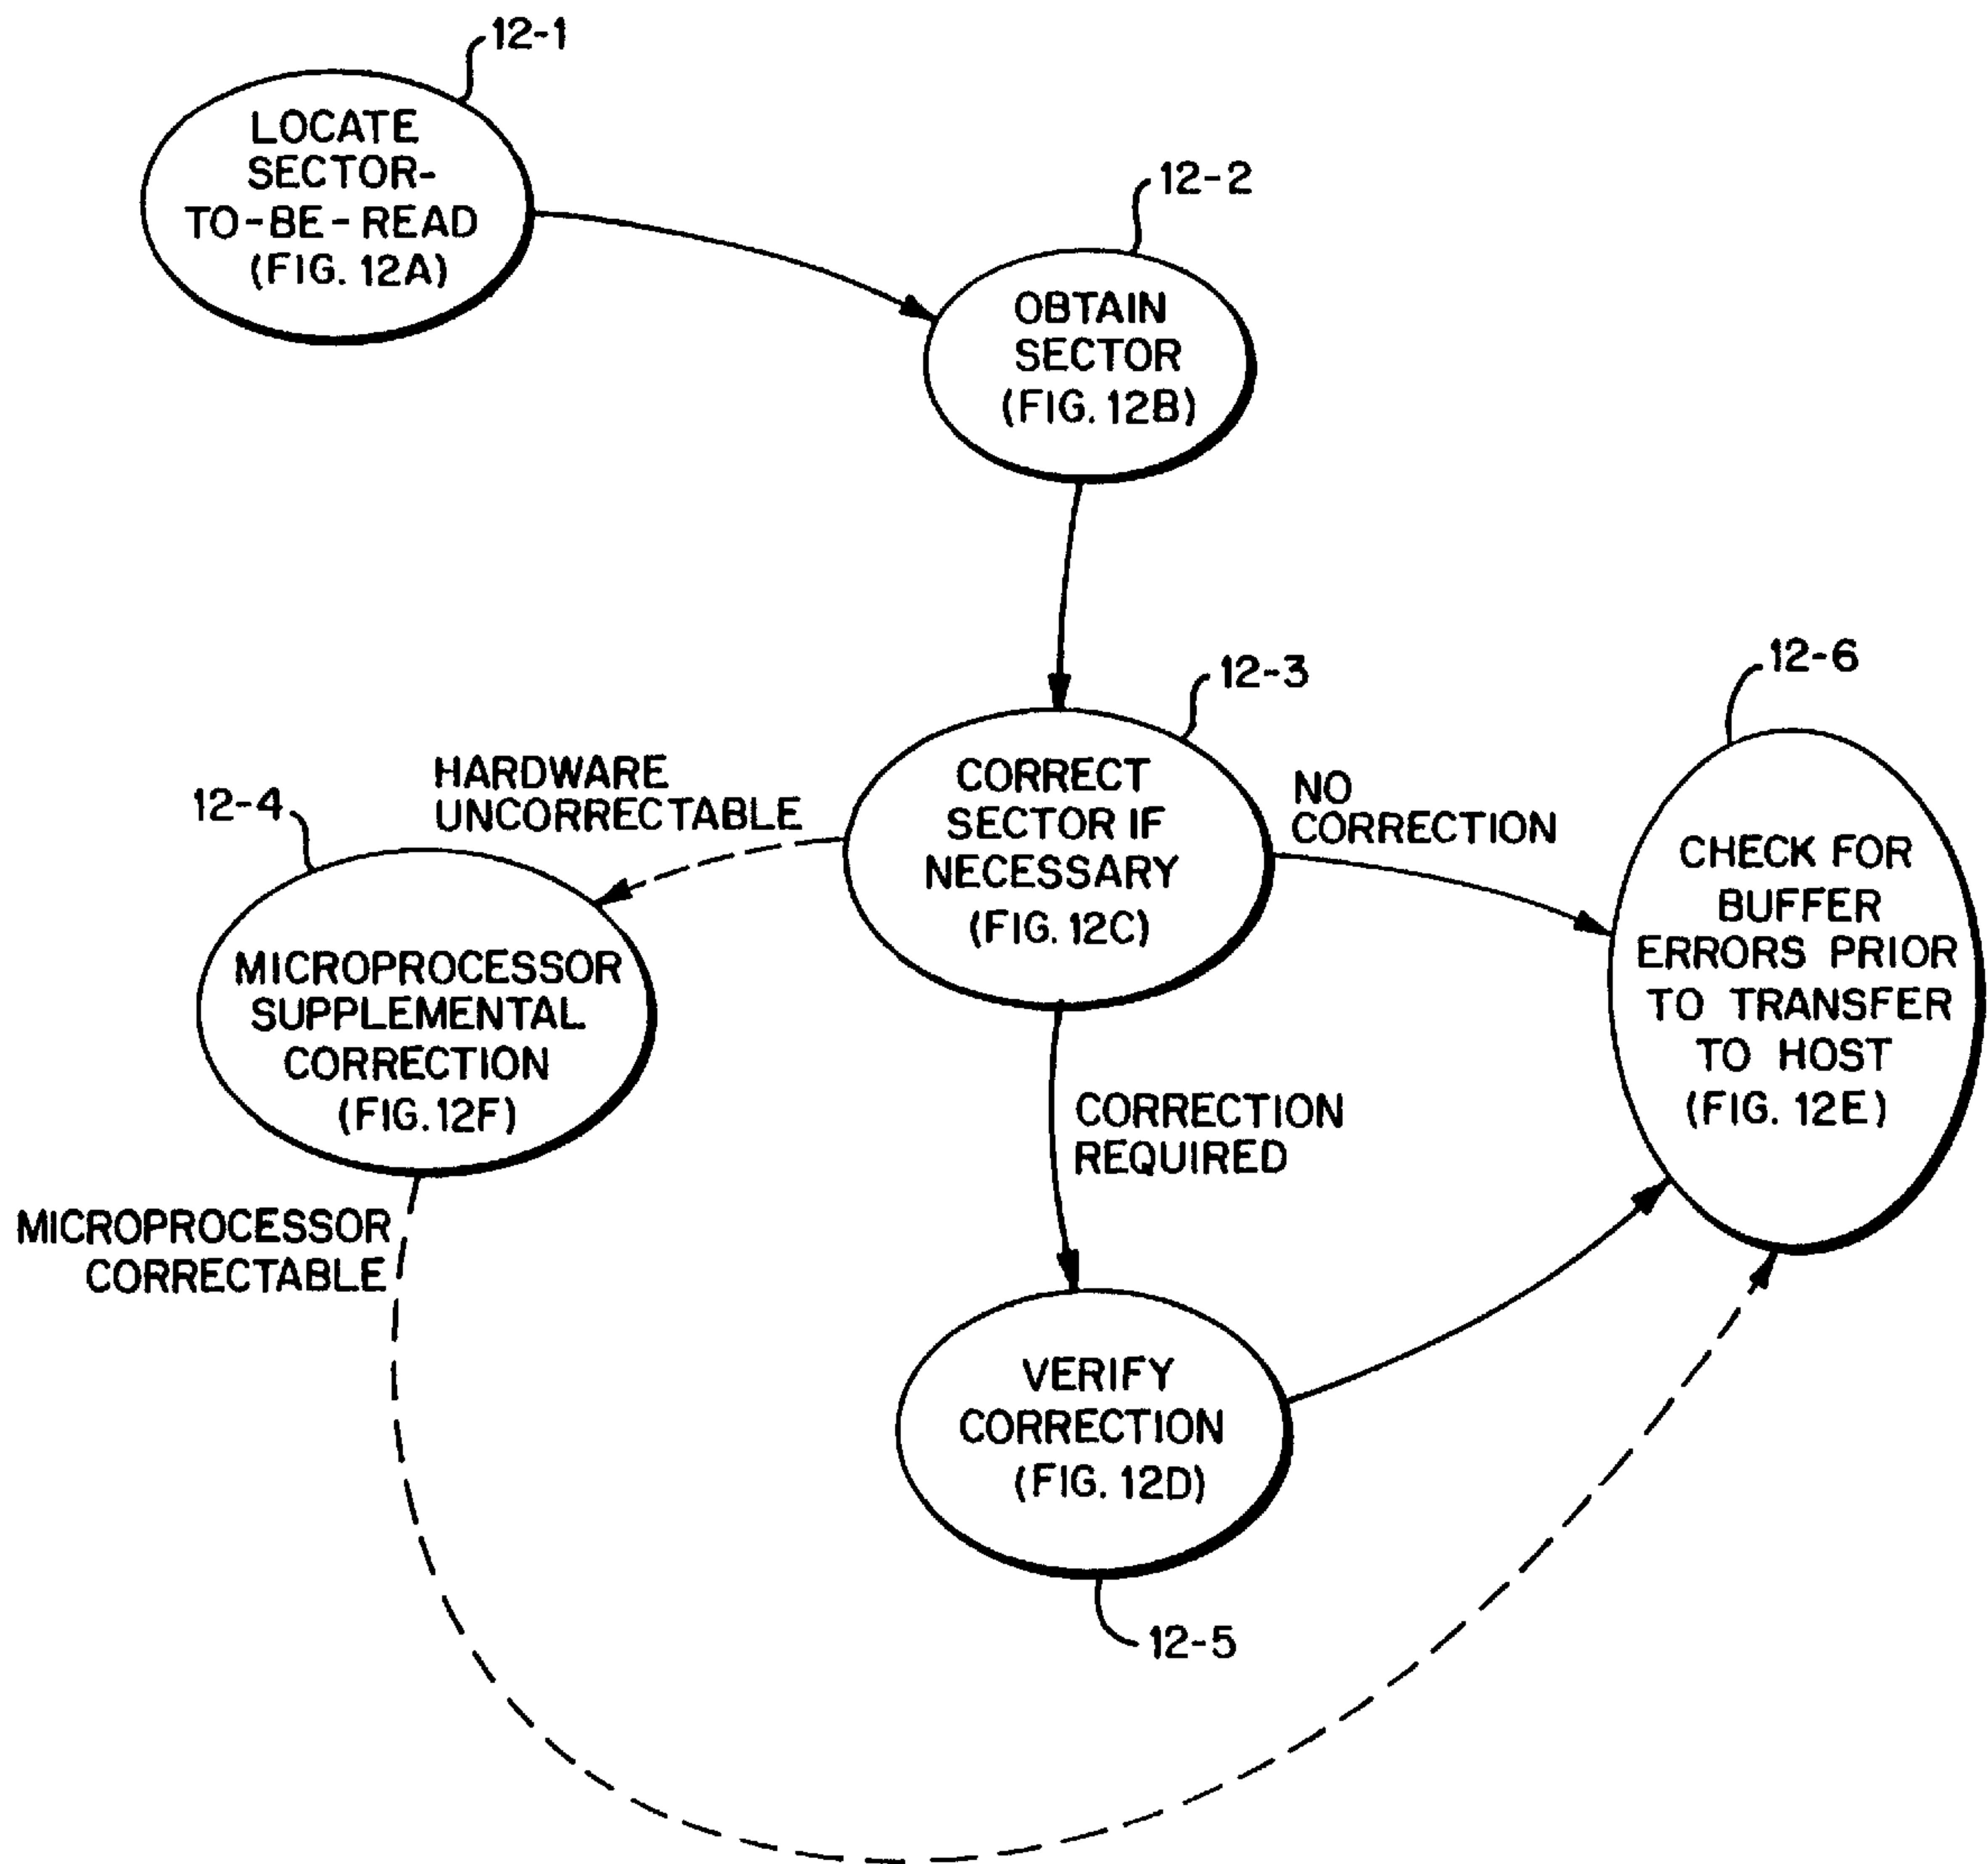 12-1
LOCATE
SECTOR-
TO-BE-READ
(FIG. 12A)
12-2
OBTAIN
SECTOR
(FIG. 12B)
12-3
CORRECT
SECTOR IF
NECESSARY
(FIG. 12C)
HARDWARE
UNCORRECTABLE
12-4
MICROPROCESSOR
SUPPLEMENTAL
CORRECTION
(FIG. 12F)
MICROPROCESSOR
CORRECTABLE
NO
CORRECTION
12-6
CHECK FOR
BUFFER
ERRORS PRIOR
TO TRANSFER
TO HOST
(FIG. 12E)
CORRECTION
REQUIRED
VERIFY
CORRECTION
(FIG. 12D)
12-5